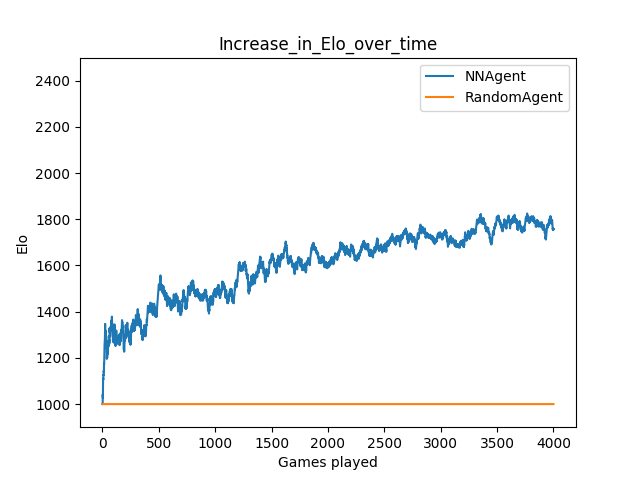 Increase_in_Elo_over_time
NNAgent
RandomAgent
2400
2200
2000
1800
1600
1400
1200
1000
Elo
0 500 1000 1500 2000 2500 3000 3500 4000
Games played